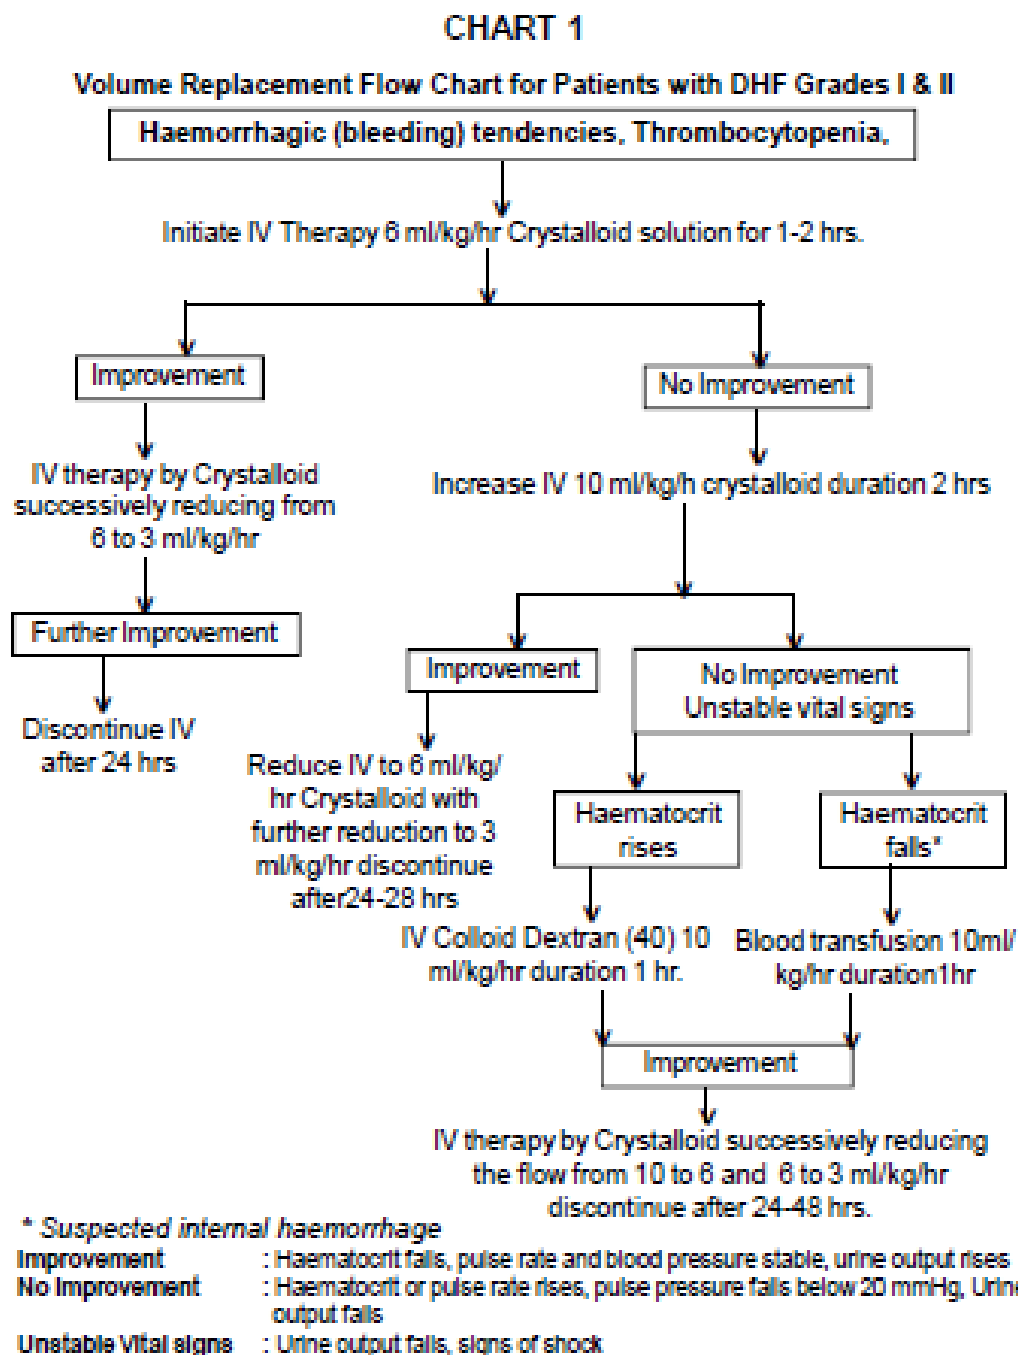 CHART 1
Volume Replacement Flow Chart for Patients with DHF Grades I & II
Haemorrhagic (bleeding) tendencies, Thrombocytopenia,
Initiate IV Therapy 6 ml/kg/hr Crystalloid solution for 1-2 hrs.
Improvement
No Improvement
IV therapy by Crystalloid
successively reducing from
6 to 3 ml/kg/hr
Increase IV 10 ml/kg/h crystalloid duration 2 hrs
Further Improvement
Discontinue IV
after 24 hrs
Improvement
No Improvement
Unstable vital signs
Reduce IV to 6 ml/kg/
hr Crystalloid with
further reduction to 3
ml/kg/hr discontinue
after24-28 hrs
Haematocrit
rises
Haematocrit
falls*
IV Colloid Dextran (40) 10
ml/kg/hr duration 1 hr.
Blood transfusion 10ml/
kg/hr duration1hr
Improvement
IV therapy by Crystalloid successively reducing
the flow from 10 to 6 and 6 to 3 ml/kg/hr
discontinue after 24-48 hrs.
* Suspected internal haemorrhage
Improvement : Haematocrit falls, pulse rate and blood pressure stable, urine output rises
No Improvement : Haematocrit or pulse rate rises, pulse pressure falls below 20 mmHg, Urine
output falls
Unstable Vital signs : Urine output falls, signs of shock